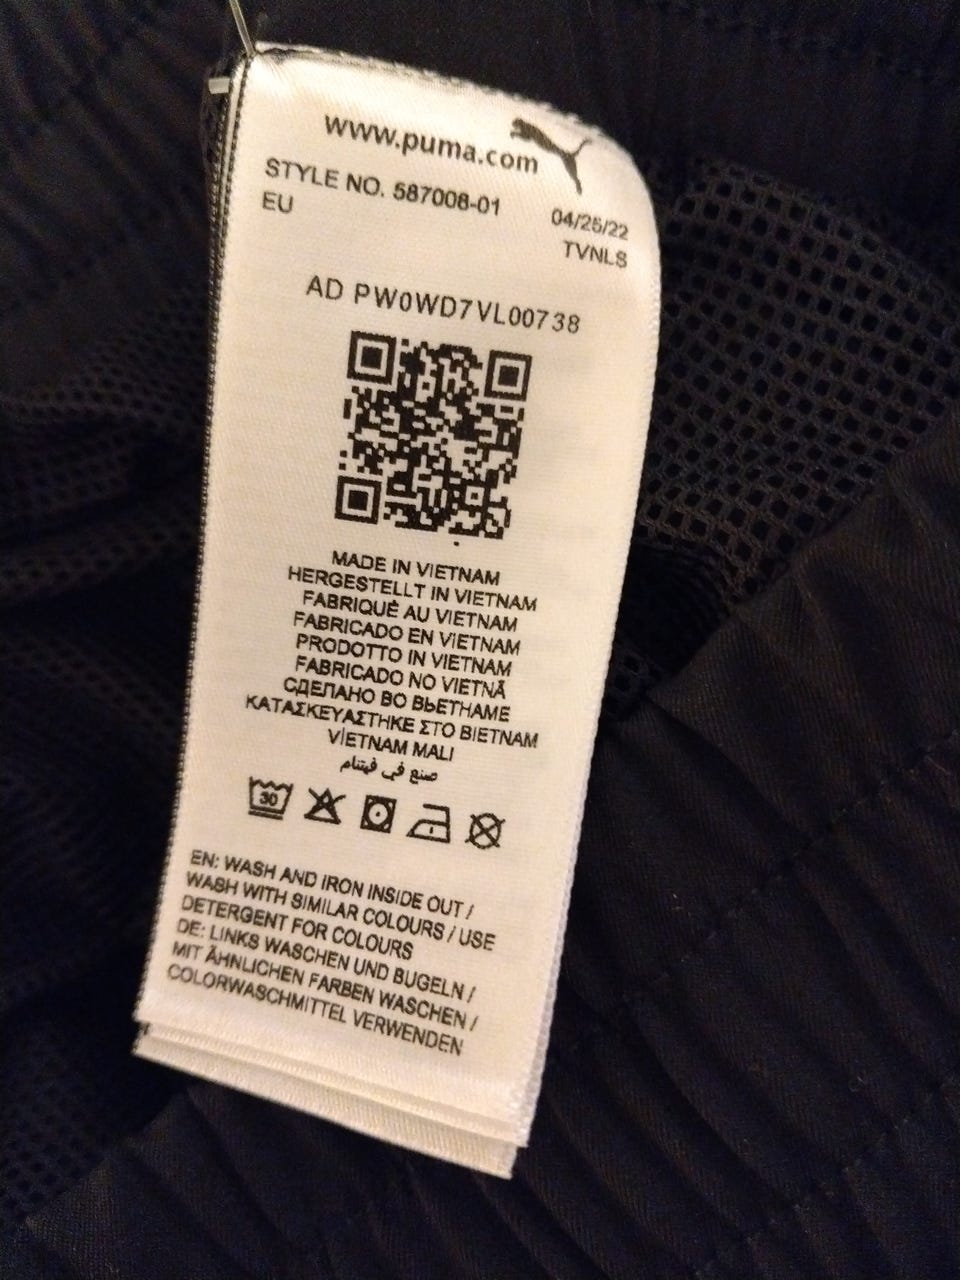 www.puma.com
STYLE NO. 587008-01
EU
04/25/22
TVNLS
AD PW0WD7VL00738
MADE IN VIETNAM
HERGESTELLT IN VIETNAM
FABRIQUÈ AU VIETNAM
FABRICADO EN VIETNAM
PRODOTTO IN VIETNAM
FABRICADO NO VIETNÃ
СДЕЛАНО ВО ВЬЕТНАМЕ
ΚΑΤΑΣΚΕΥΑΣΤΗΚΕ ΣΤΟ ΒΙΕΤΝΑΜ
VİETNAM MALI
صنع في فيتنام
30
EN: WASH AND IRON INSIDE OUT /
WASH WITH SIMILAR COLOURS / USE
DETERGENT FOR COLOURS
DE: LINKS WASCHEN UND BUGELN /
MIT ÄHNLICHEN FARBEN WASCHEN /
COLORWASCHMITTEL VERWENDEN